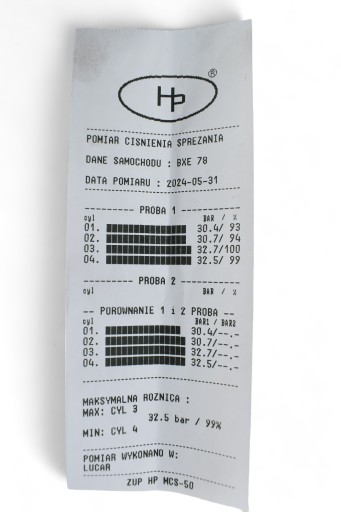 HP ®
POMIAR CISNIENIA SPREZANIA
DANE SAMOCHODU : BXE 78
DATA POMIARU : 2024-05-31
PROBA 1
cyl BAR / %
01. 30.4/ 93
02. 30.7/ 94
03. 32.7/100
04. 32.5/ 99
PROBA 2
cyl BAR / %
-- POROWNANIE 1 i 2 PROBA --
cyl BAR1 / BAR2
01. 30.4/--.-
02. 30.7/--.-
03. 32.7/--.-
04. 32.5/--.-
MAKSYMALNA ROZNICA :
MAX: CYL 3
32.5 bar / 99%
MIN: CYL 4
POMIAR WYKONANO W:
LUCAR
ZUP HP MCS-50